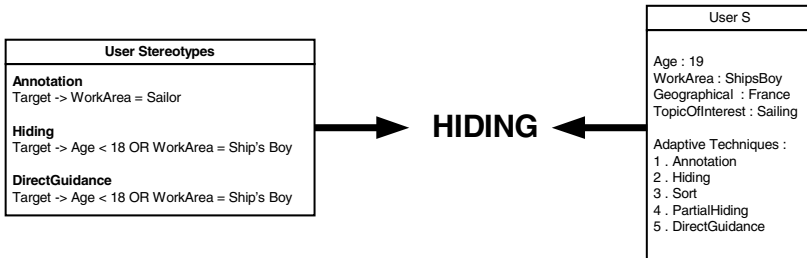 User Stereotypes
Annotation
Target -> WorkArea = Sailor
Hiding
Target -> Age < 18 OR WorkArea = Ship's Boy
DirectGuidance
Target -> Age < 18 OR WorkArea = Ship's Boy
HIDING
User S
Age : 19
WorkArea : ShipsBoy
Geographical : France
TopicOfInterest : Sailing
Adaptive Techniques :
1 . Annotation
2 . Hiding
3 . Sort
4 . PartialHiding
5 . DirectGuidance